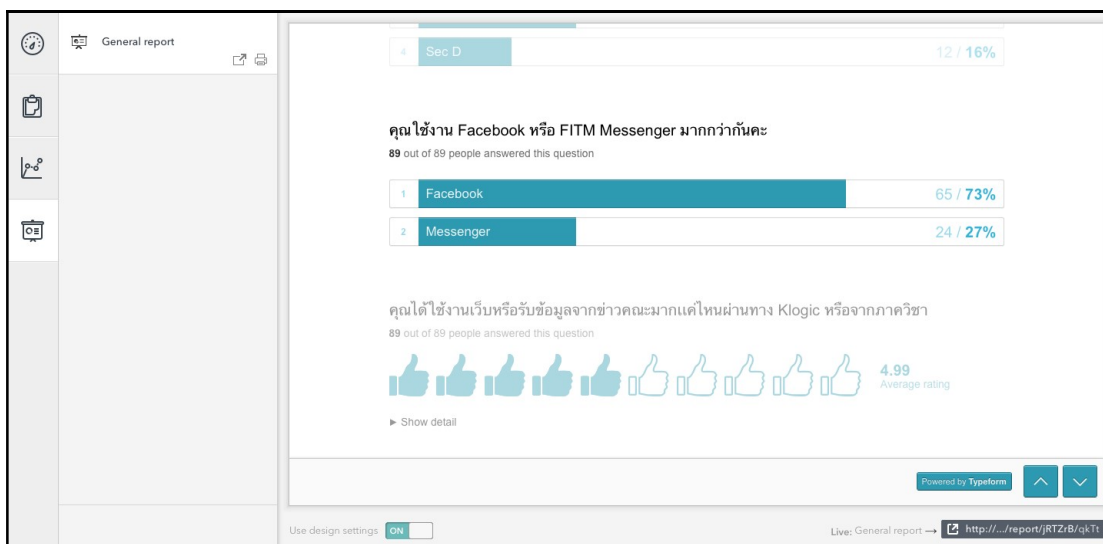 General report
4 Sec D 12 / 16%
คุณใช้งาน Facebook หรือ FITM Messenger มากกว่ากันคะ
89 out of 89 people answered this question
1 Facebook 65 / 73%
2 Messenger 24 / 27%
คุณได้ใช้งานเว็บหรือรับข้อมูลจากข่าวคณะมากแค่ไหนผ่านทาง Klogic หรือจากภาควิชา
89 out of 89 people answered this question
4.99
Average rating
► Show detail
Powered by Typeform
Use design settings ON
Live: General report → http://.../report/jRTZrB/qkTt